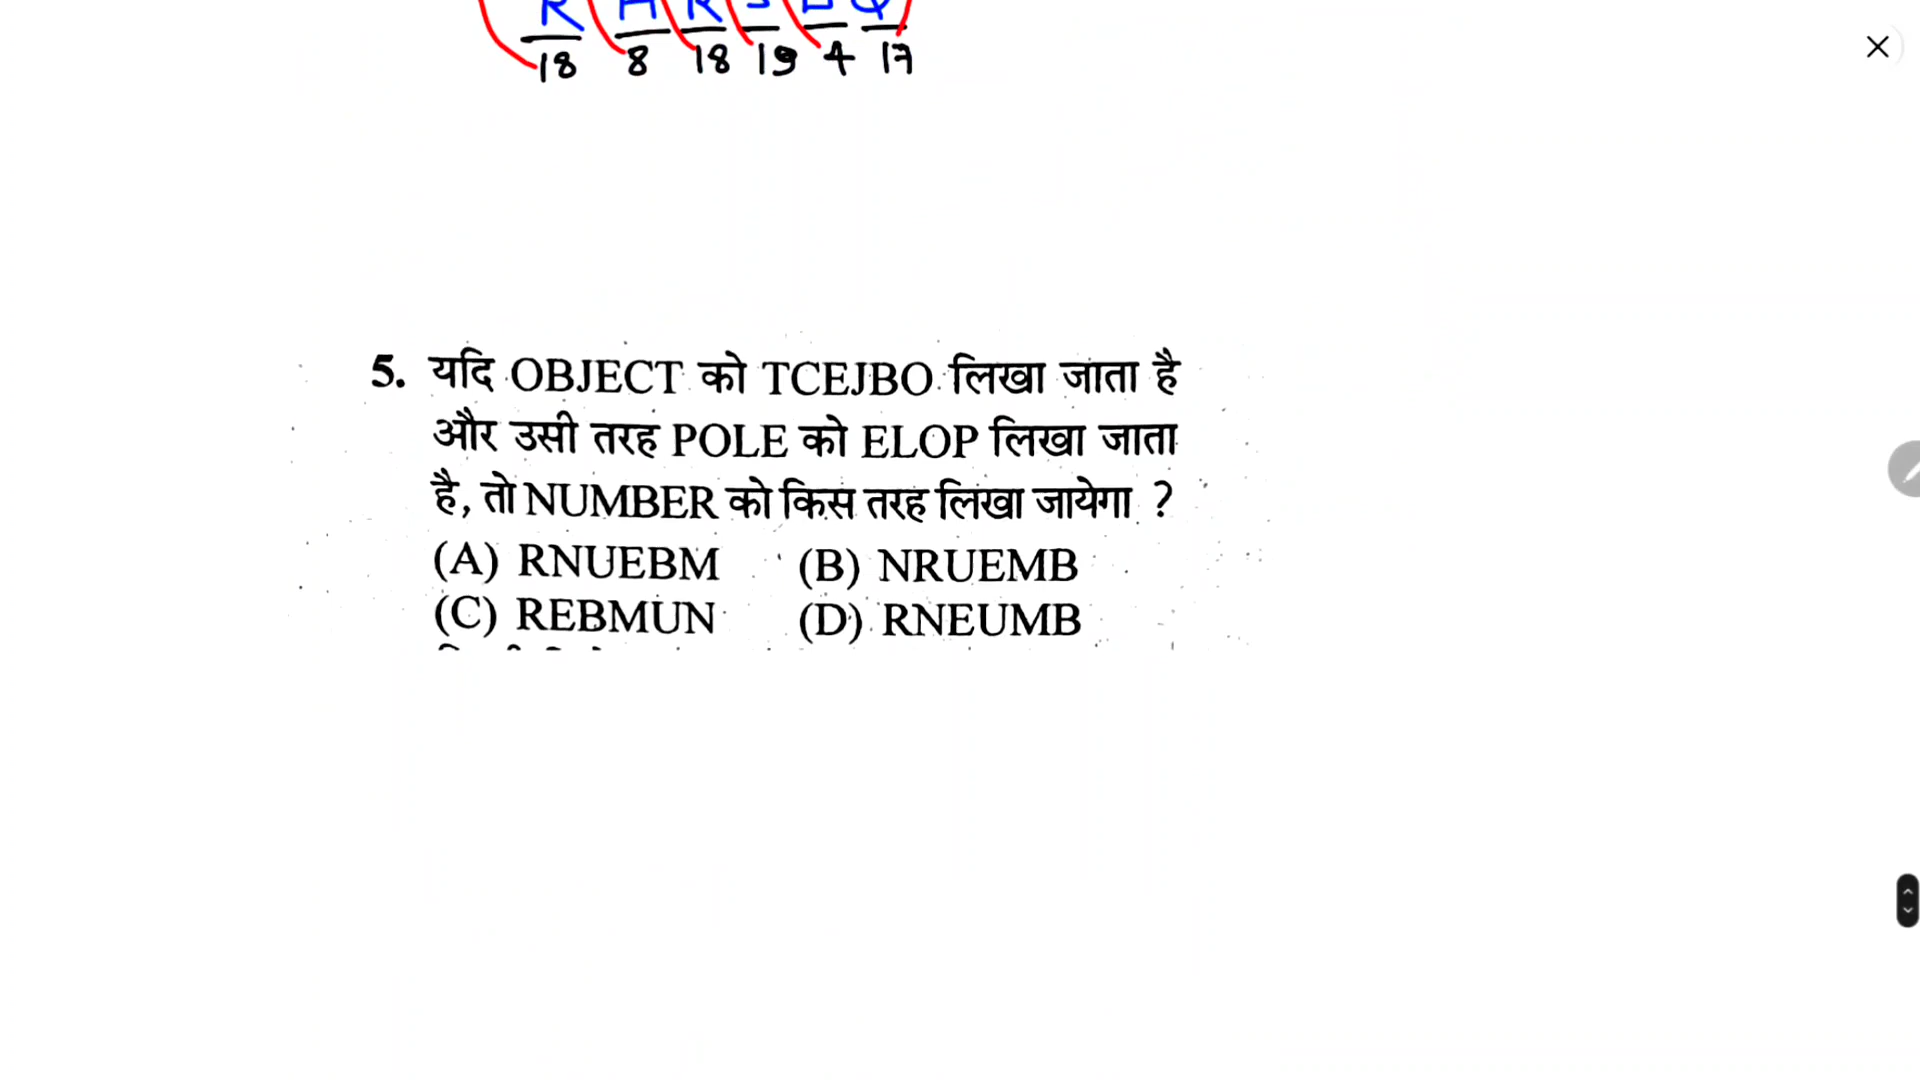 18 8 18 19 4 17
5. यदि OBJECT को TCEJBO लिखा जाता है
और उसी तरह POLE को ELOP लिखा जाता
है, तो NUMBER को किस तरह लिखा जायेगा ?
(A) RNUEBM (B) NRUEMB
(C) REBMUN (D) RNEUMB